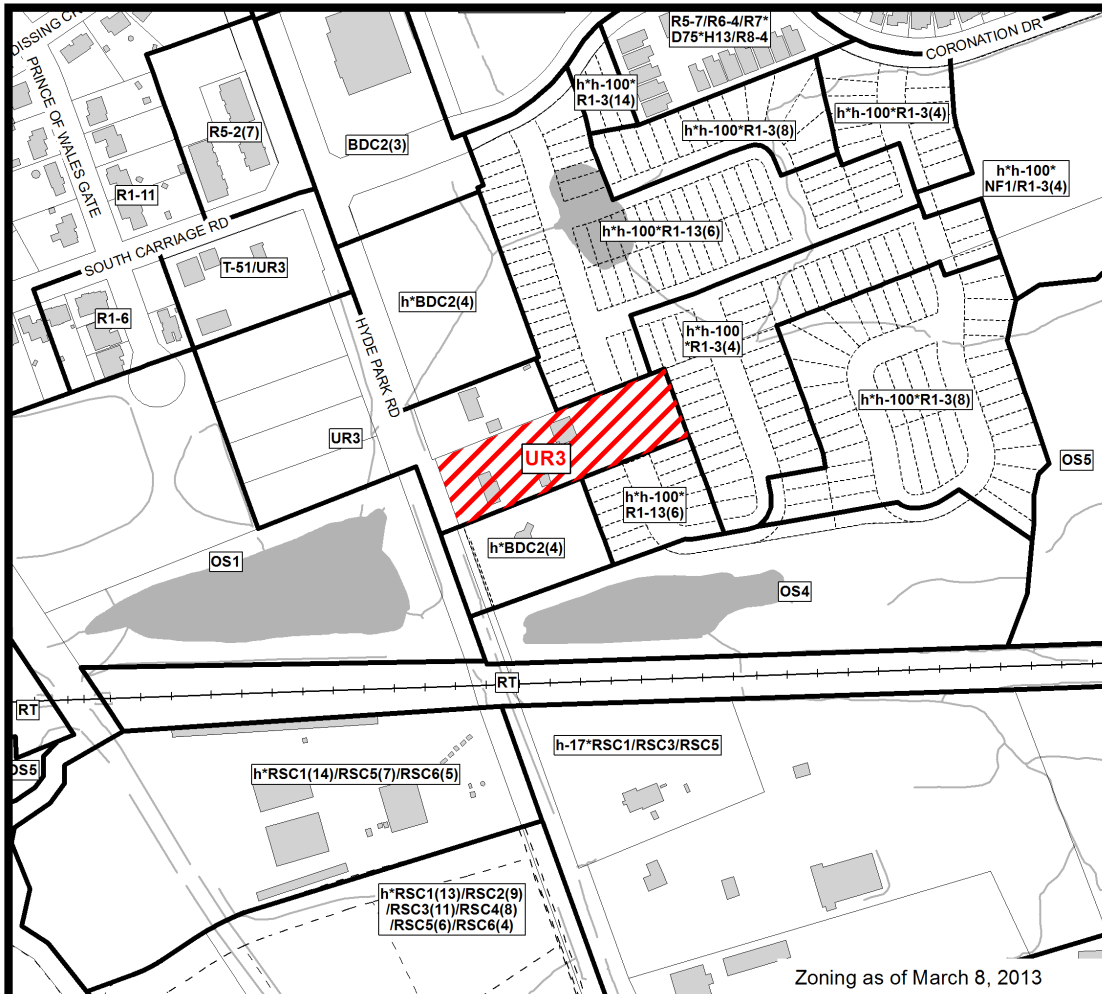 R5-7/R6-4/R7*
D75*H13/R8-4
DISSING CR
CORONATION DR
PRINCE OF WALES GATE
h*h-100*
R1-3(14)
R5-2(7)
BDC2(3)
h*h-100*R1-3(8)
h*h-100*R1-3(4)
h*h-100*
NF1/R1-3(4)
R1-11
SOUTH CARRIAGE RD
h*h-100*R1-13(6)
T-51/UR3
R1-6
h*BDC2(4)
HYDE PARK RD
h*h-100
*R1-3(4)
h*h-100*R1-3(8)
UR3
UR3
OS5
h*h-100*
R1-13(6)
h*BDC2(4)
OS1
OS4
RT
RT
h-17*RSC1/RSC3/RSC5
OS5
h*RSC1(14)/RSC5(7)/RSC6(5)
h*RSC1(13)/RSC2(9)
/RSC3(11)/RSC4(8)
/RSC5(6)/RSC6(4)
Zoning as of March 8, 2013